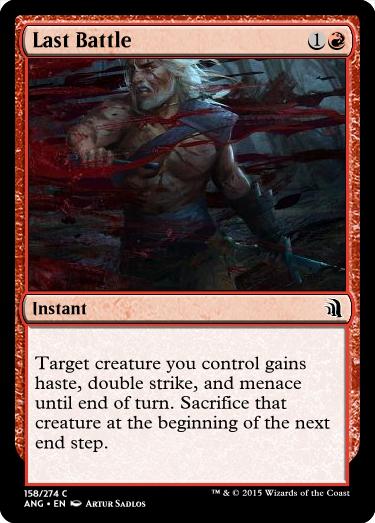 Last Battle 1
Instant
Target creature you control gains
haste, double strike, and menace
until end of turn. Sacrifice that
creature at the beginning of the next
end step.
158/274 C
ANG • EN Artur Sadlos
™ & © 2015 Wizards of the Coast